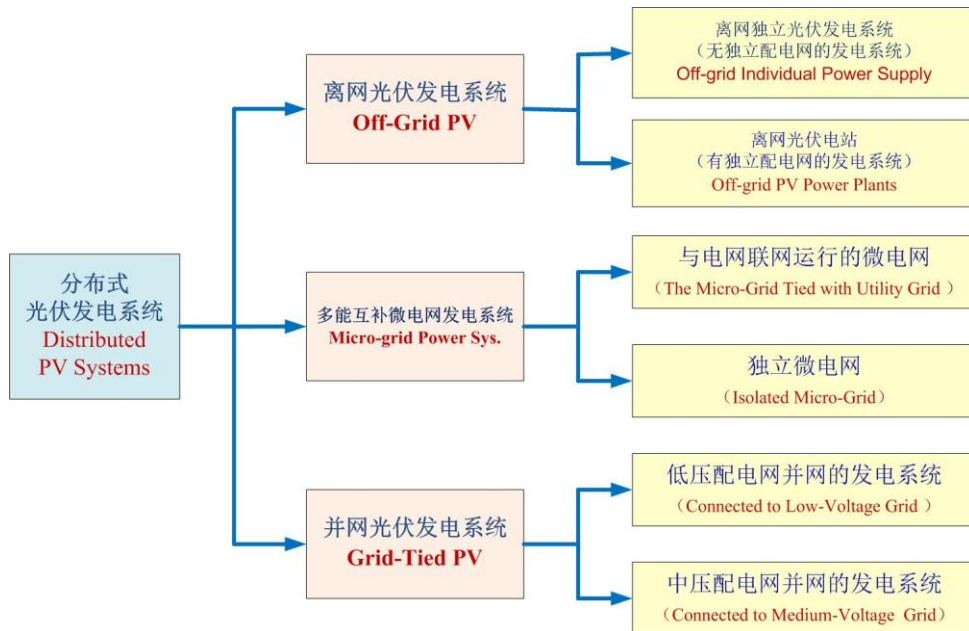 分布式
光伏发电系统
Distributed
PV Systems
离网光伏发电系统
Off-Grid PV
离网独立光伏发电系统
（无独立配电网的发电系统）
Off-grid Individual Power Supply
离网光伏电站
（有独立配电网的发电系统）
Off-grid PV Power Plants
多能互补微电网发电系统
Micro-grid Power Sys.
与电网联网运行的微电网
（The Micro-Grid Tied with Utility Grid ）
独立微电网
（Isolated Micro-Grid）
并网光伏发电系统
Grid-Tied PV
低压配电网并网的发电系统
（Connected to Low-Voltage Grid ）
中压配电网并网的发电系统
（Connected to Medium-Voltage Grid）